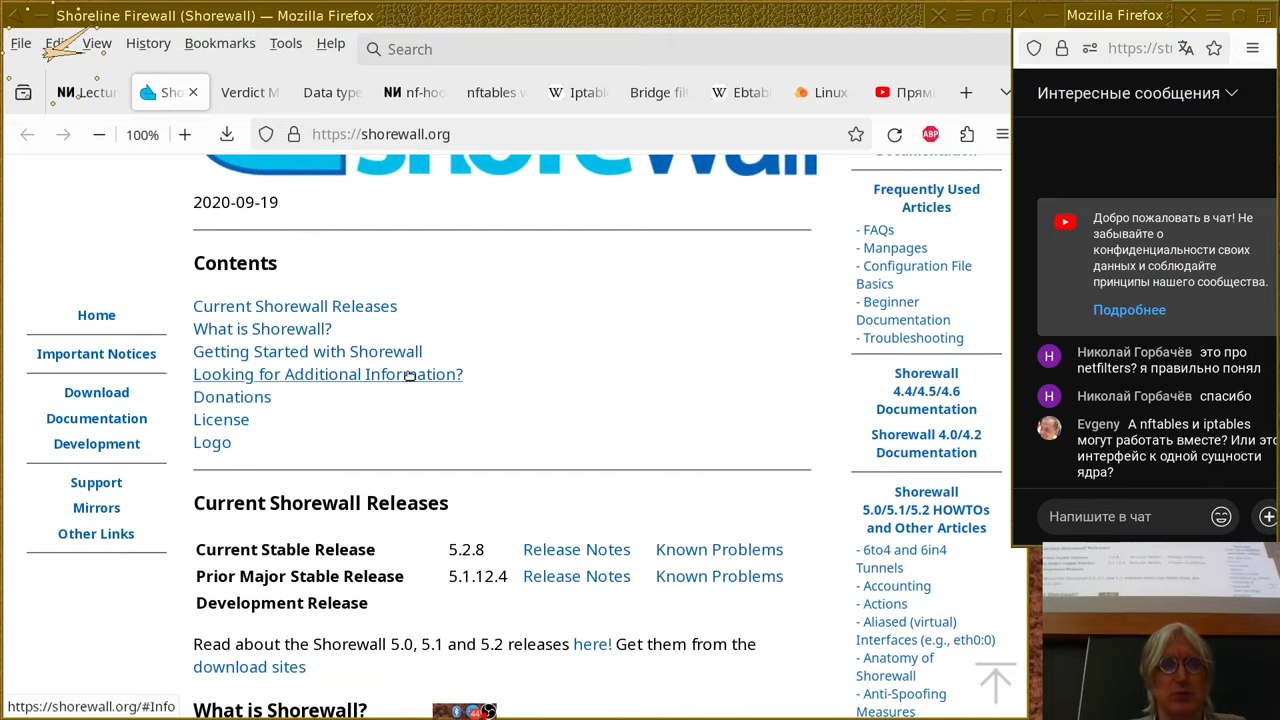 Shoreline Firewall (Shorewall) — Mozilla Firefox
File Edit View History Bookmarks Tools Help
Search
Lectur
Sho
Verdict M
Data type
nf-hoo
nftables w
Iptabl
Bridge fil
Ebtab
Linux
Прям
100%
https://shorewall.org
2020-09-19
Contents
Current Shorewall Releases
What is Shorewall?
Getting Started with Shorewall
Looking for Additional Information?
Donations
License
Logo
Current Shorewall Releases
Current Stable Release 5.2.8 Release Notes Known Problems
Prior Major Stable Release 5.1.12.4 Release Notes Known Problems
Development Release
Read about the Shorewall 5.0, 5.1 and 5.2 releases here! Get them from the
download sites
What is Shorewall?
Home
Important Notices
Download
Documentation
Development
Support
Mirrors
Other Links
https://shorewall.org/#Info
Documentation
Frequently Used
Articles
- FAQs
- Manpages
- Configuration File
Basics
- Beginner
Documentation
- Troubleshooting
Shorewall
4.4/4.5/4.6
Documentation
Shorewall 4.0/4.2
Documentation
Shorewall
5.0/5.1/5.2 HOWTOs
and Other Articles
- 6to4 and 6in4
Tunnels
- Accounting
- Actions
- Aliased (virtual)
Interfaces (e.g., eth0:0)
- Anatomy of
Shorewall
- Anti-Spoofing
Measures
Mozilla Firefox
https://stu
Интересные сообщения
Добро пожаловать в чат! Не
забывайте о
конфиденциальности своих
данных и соблюдайте
принципы нашего сообщества.
Подробнее
Николай Горбачёв это про
netfilters? я правильно понял
Николай Горбачёв спасибо
Evgeny А nftables и iptables
могут работать вместе? Или это
интерфейс к одной сущности
ядра?
Напишите в чат